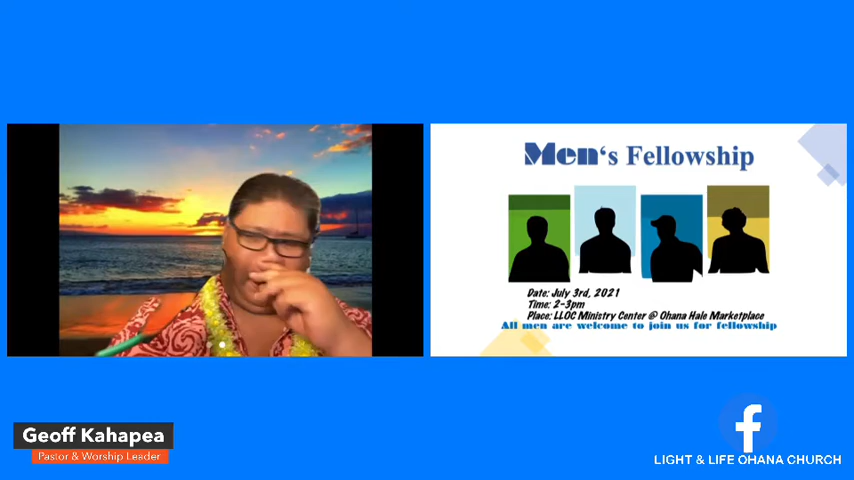 Men's Fellowship
Date: July 3rd, 2021
Time: 2-3pm
Place: LLOC Ministry Center @ Ohana Hale Marketplace
All men are welcome to join us for fellowship
Geoff Kahapea
Pastor & Worship Leader
LIGHT & LIFE OHANA CHURCH